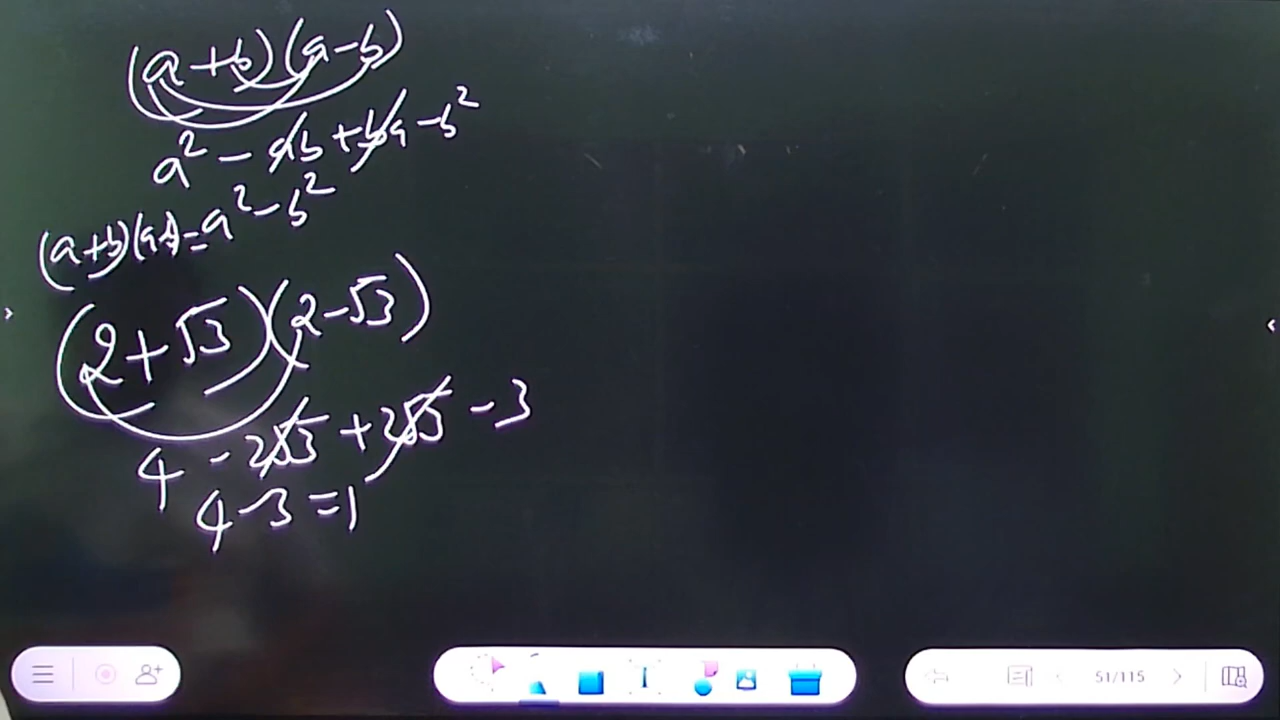 (a+b)(a-b)
a² - ab + ba - b²
(a+b)(a-b)=a²-b²
(2+√3)(2-√3)
4 - 2√3 + 2√3 - 3
4-3=1
51/115